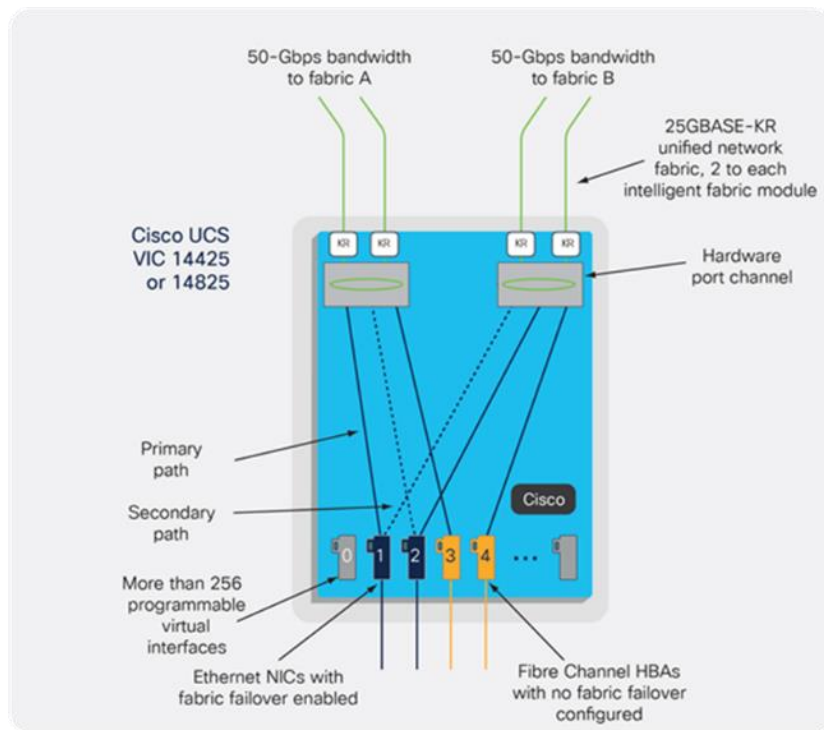 50-Gbps bandwidth
to fabric A
50-Gbps bandwidth
to fabric B
25GBASE-KR
unified network
fabric, 2 to each
intelligent fabric module
Cisco UCS
VIC 14425
or 14825
KR
KR
KR
KR
Hardware
port channel
Primary
path
Secondary
path
Cisco
0
1
2
3
4
...
More than 256
programmable
virtual
interfaces
Ethernet NICs with
fabric failover enabled
Fibre Channel HBAs
with no fabric failover
configured